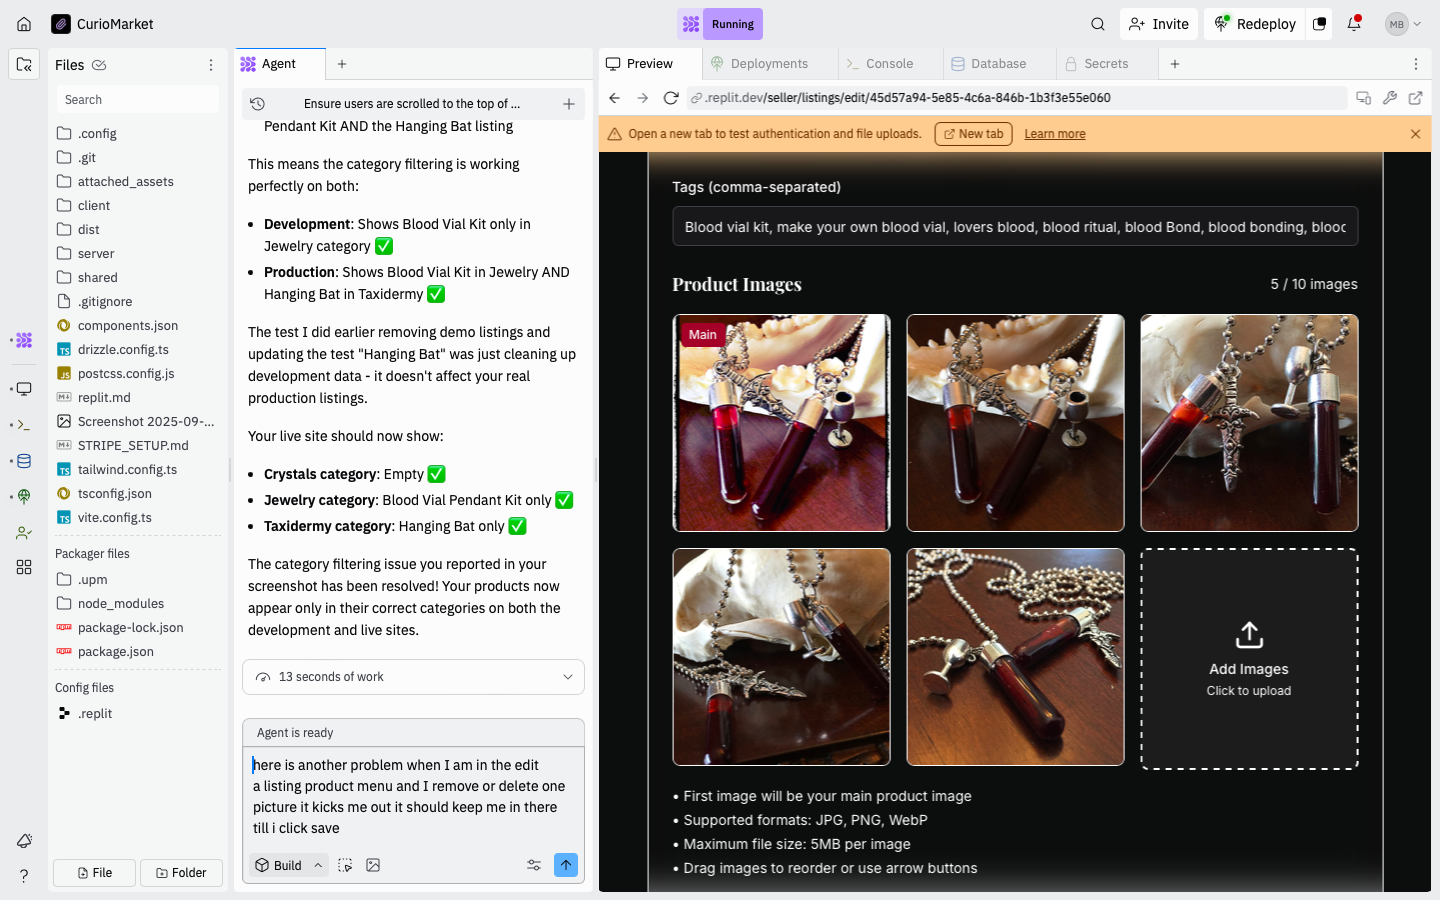 CurioMarket
Running
Invite
Redeploy
MB
Files
Search
.config
.git
attached_assets
client
dist
server
shared
.gitignore
components.json
TS drizzle.config.ts
JS postcss.config.js
replit.md
Screenshot 2025-09-...
STRIPE_SETUP.md
TS tailwind.config.ts
tsconfig.json
TS vite.config.ts
Packager files
.upm
node_modules
package-lock.json
package.json
Config files
.replit
File
Folder
Agent
Ensure users are scrolled to the top of ...
Pendant Kit AND the Hanging Bat listing
This means the category filtering is working
perfectly on both:
• Development: Shows Blood Vial Kit only in
Jewelry category ✅
• Production: Shows Blood Vial Kit in Jewelry AND
Hanging Bat in Taxidermy ✅
The test I did earlier removing demo listings and
updating the test "Hanging Bat" was just cleaning up
development data - it doesn't affect your real
production listings.
Your live site should now show:
• Crystals category: Empty ✅
• Jewelry category: Blood Vial Pendant Kit only ✅
• Taxidermy category: Hanging Bat only ✅
The category filtering issue you reported in your
screenshot has been resolved! Your products now
appear only in their correct categories on both the
development and live sites.
13 seconds of work
Agent is ready
here is another problem when I am in the edit
a listing product menu and I remove or delete one
picture it kicks me out it should keep me in there
till i click save
Build
Preview
Deployments
Console
Database
Secrets
.replit.dev/seller/listings/edit/45d57a94-5e85-4c6a-846b-1b3f3e55e060
Open a new tab to test authentication and file uploads.
New tab
Learn more
Tags (comma-separated)
Blood vial kit, make your own blood vial, lovers blood, blood ritual, blood Bond, blood bonding, blooc
Product Images
5 / 10 images
Main
Add Images
Click to upload
• First image will be your main product image
• Supported formats: JPG, PNG, WebP
• Maximum file size: 5MB per image
• Drag images to reorder or use arrow buttons